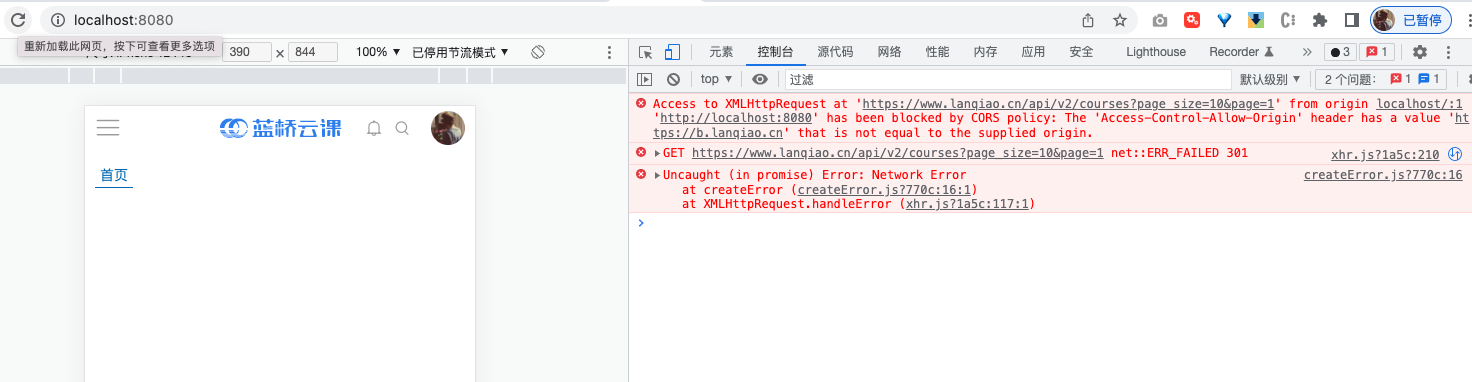 localhost:8080
已暂停
重新加载此网页，按下可查看更多选项
390 × 844 100% ▼ 已停用节流模式 ▼
元素 控制台 源代码 网络 性能 内存 应用 安全 Lighthouse Recorder » 3 1
top ▼ 过滤 默认级别 ▼ 2 个问题: 1 1
蓝桥云课
首页
Access to XMLHttpRequest at 'https://www.lanqiao.cn/api/v2/courses?page_size=10&page=1' from origin localhost/:1
'http://localhost:8080' has been blocked by CORS policy: The 'Access-Control-Allow-Origin' header has a value 'ht
tps://b.lanqiao.cn' that is not equal to the supplied origin.
GET https://www.lanqiao.cn/api/v2/courses?page_size=10&page=1 net::ERR_FAILED 301 xhr.js?1a5c:210
Uncaught (in promise) Error: Network Error createError.js?770c:16
at createError (createError.js?770c:16:1)
at XMLHttpRequest.handleError (xhr.js?1a5c:117:1)